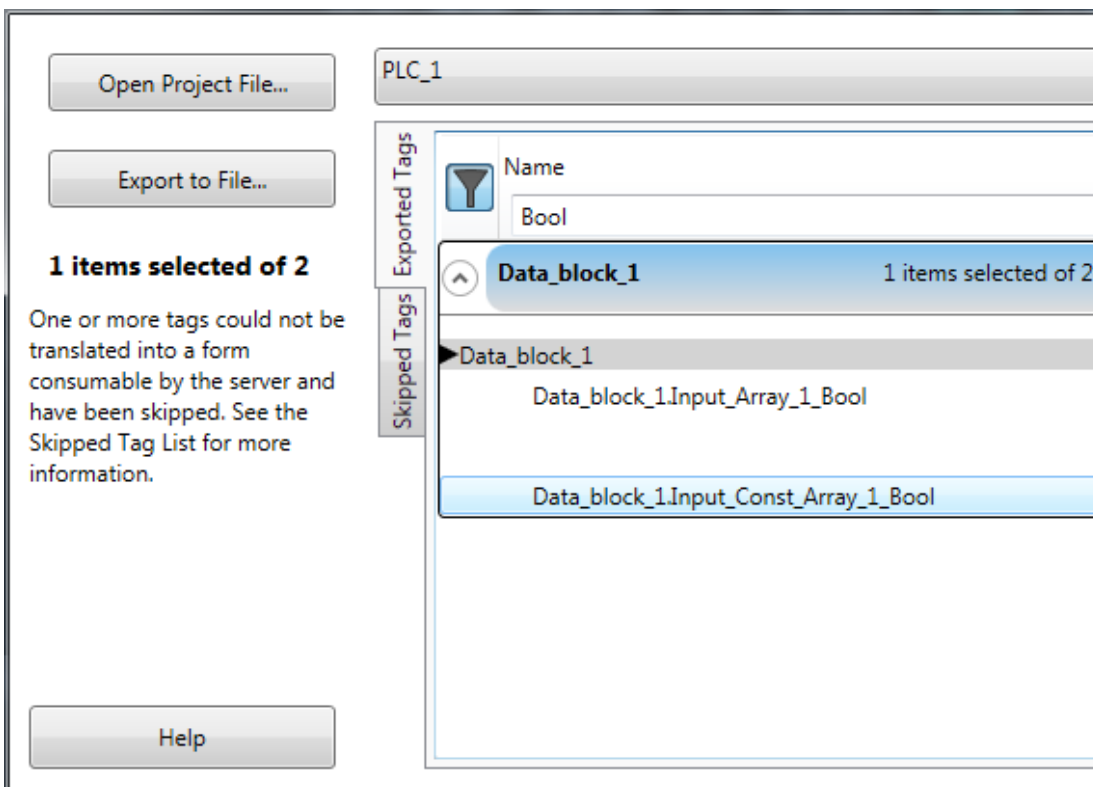 Open Project File...
Export to File...
1 items selected of 2
One or more tags could not be
translated into a form
consumable by the server and
have been skipped. See the
Skipped Tag List for more
information.
Help
PLC_1
Exported Tags
Skipped Tags
Name
Bool
Data_block_1 1 items selected of 2
Data_block_1
Data_block_1.Input_Array_1_Bool
Data_block_1.Input_Const_Array_1_Bool